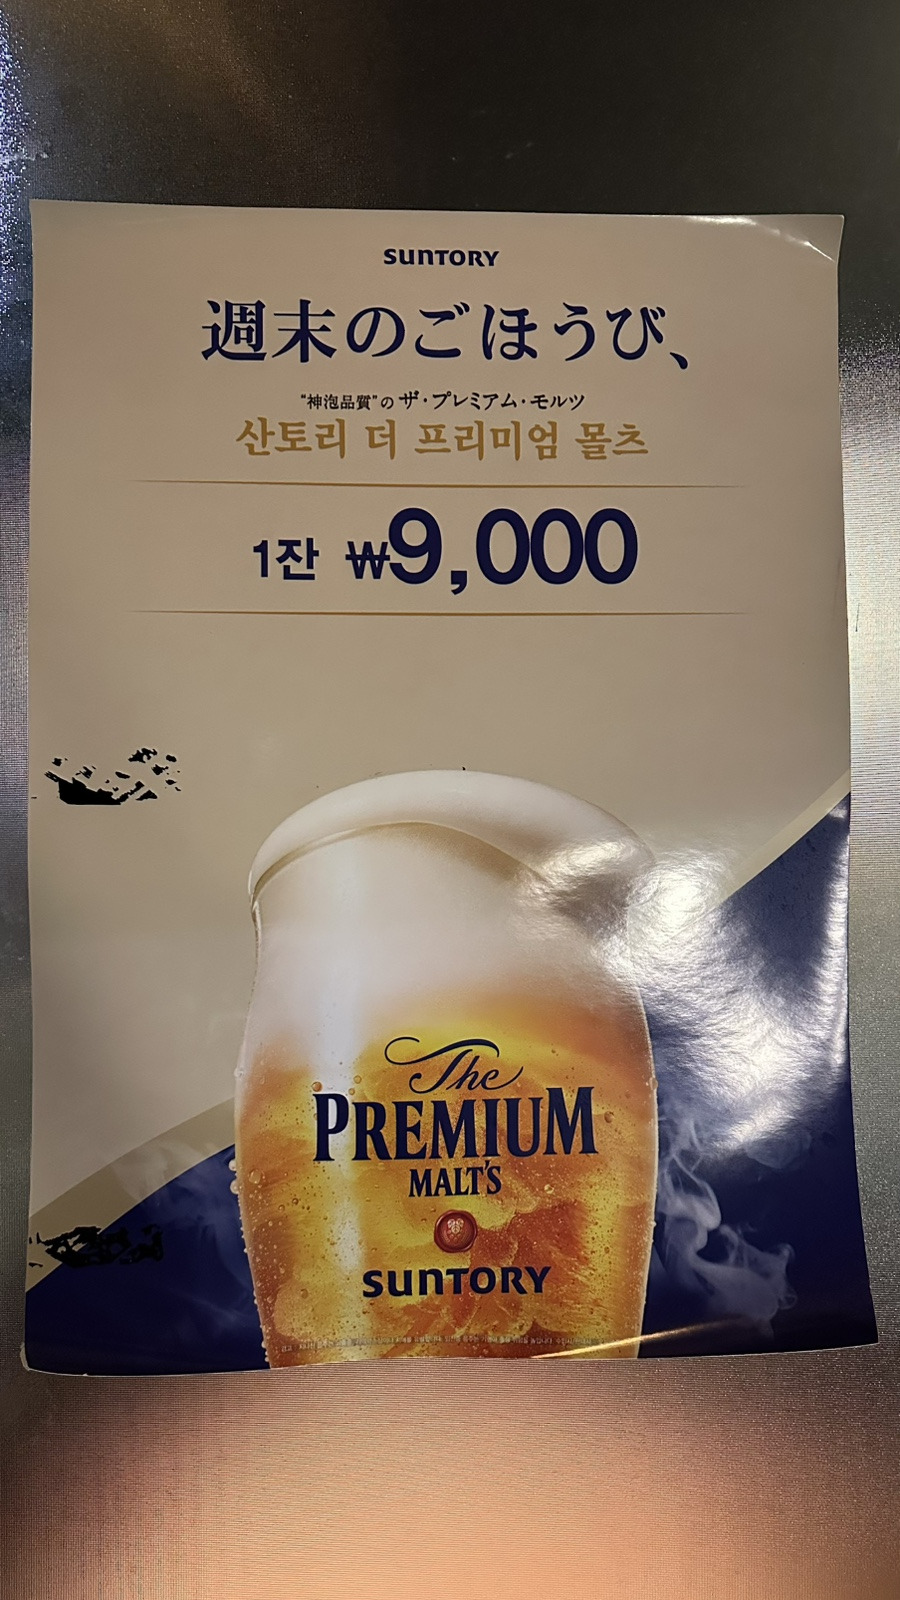 SUNTORY
週末のごほうび、
"神泡品質"の ザ・プレミアム・モルツ
산토리 더 프리미엄 몰츠
1잔 ₩9,000
The
PREMIUM
MALT'S
SUNTORY